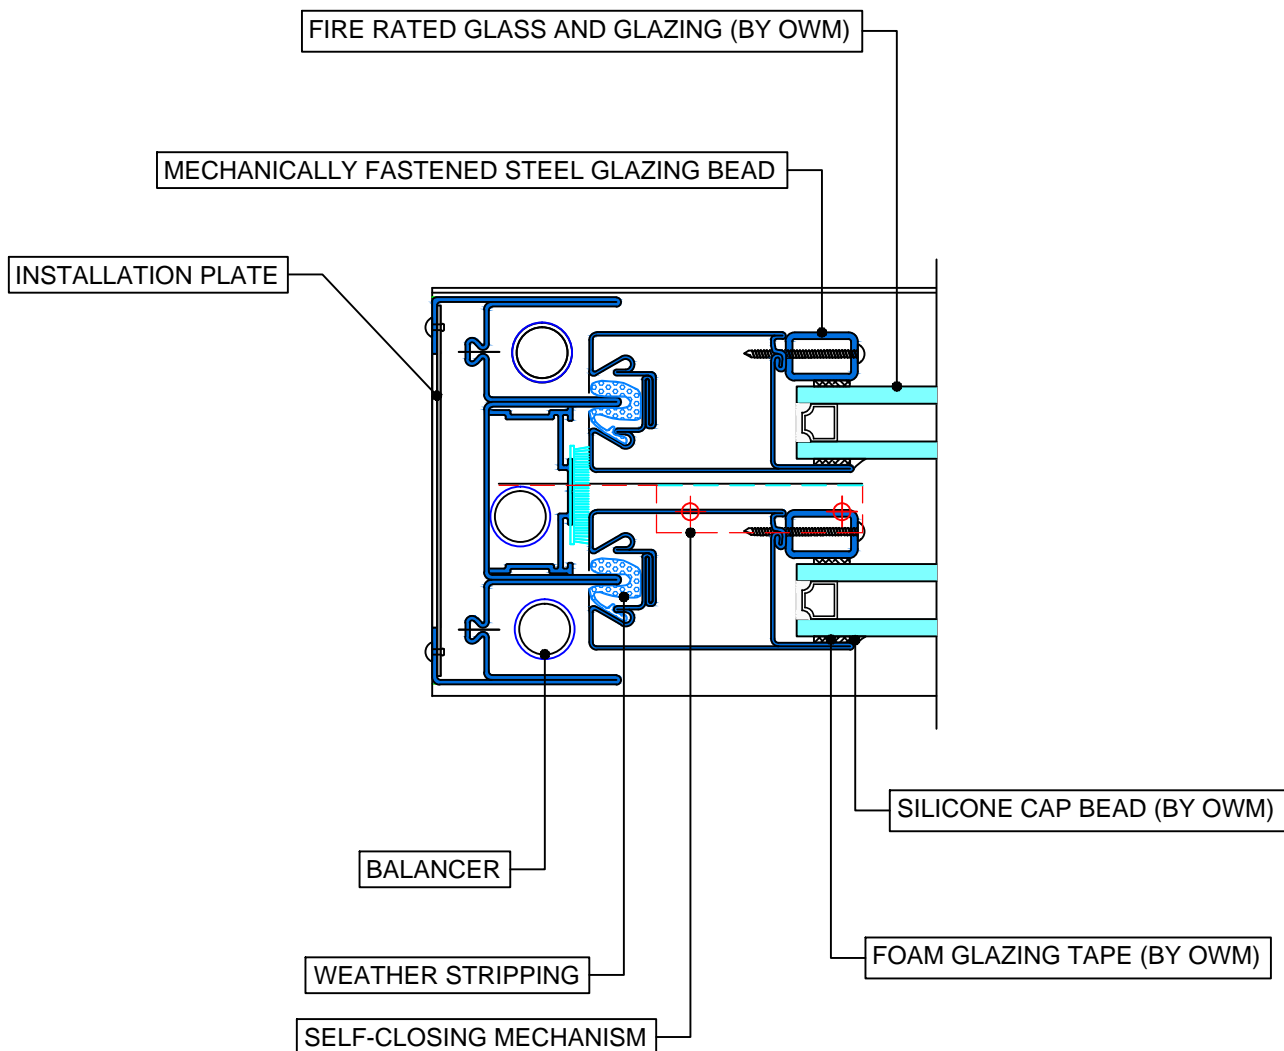 FIRE RATED GLASS AND GLAZING (BY OWM)
MECHANICALLY FASTENED STEEL GLAZING BEAD
INSTALLATION PLATE
SILICONE CAP BEAD (BY OWM)
BALANCER
FOAM GLAZING TAPE (BY OWM)
WEATHER STRIPPING
SELF-CLOSING MECHANISM